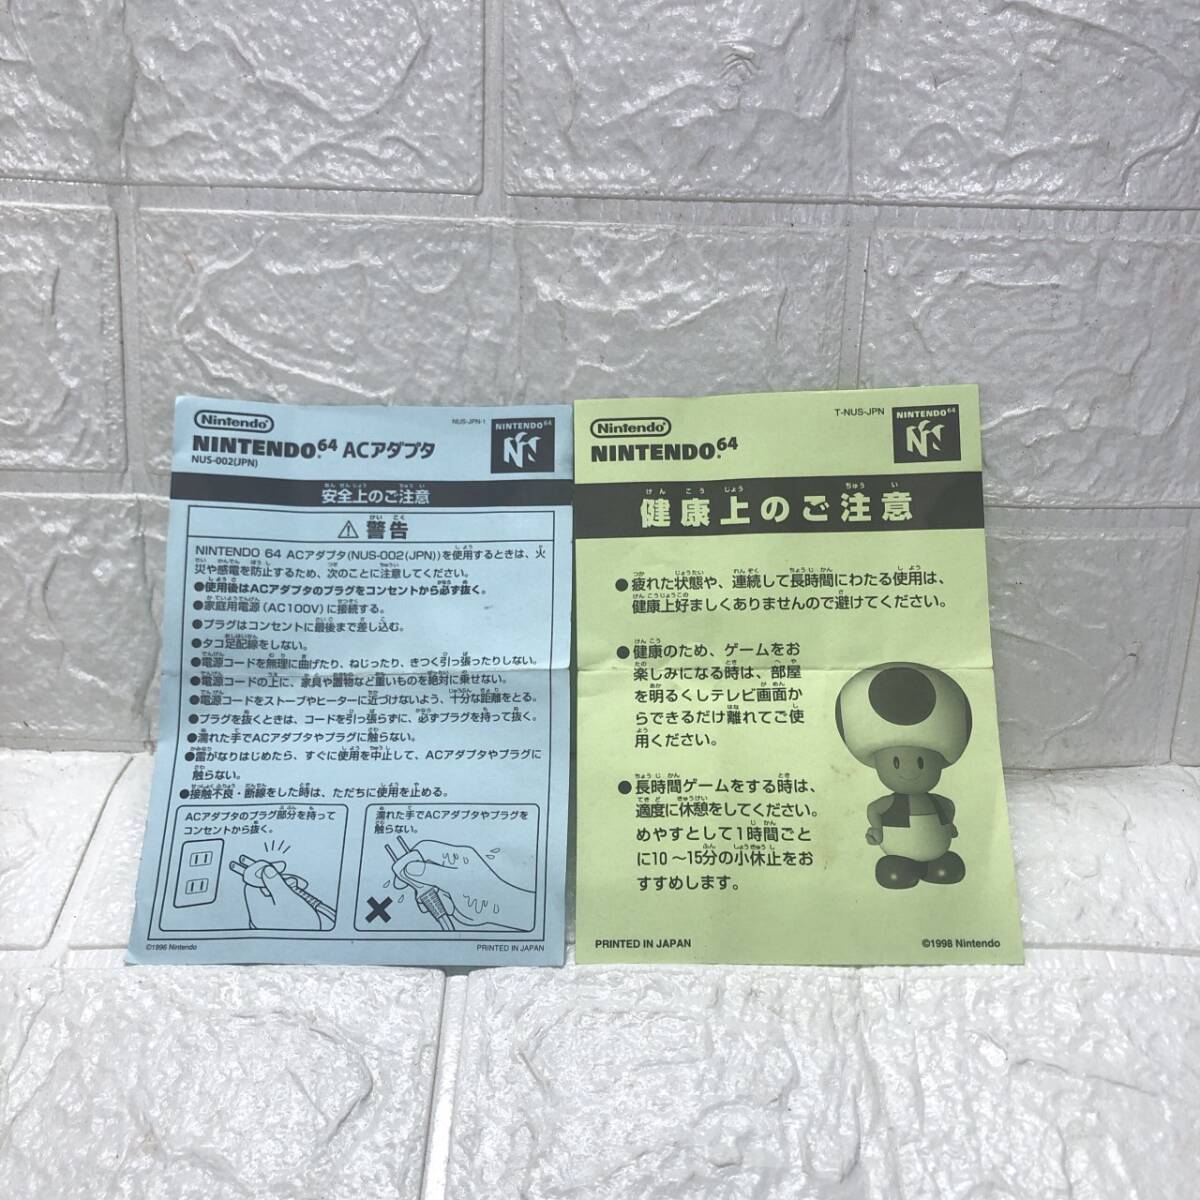 Nintendo
NUS-JPN-1
NINTENDO64 ACアダプタ
NUS-002(JPN)
NINTENDO64
安全上のご注意
警告
NINTENDO 64 ACアダプタ(NUS-002(JPN))を使用するときは、火
災や感電を防止するため、次のことに注意してください。
●使用後はACアダプタのプラグをコンセントから必ず抜く。
●家庭用電源(AC100V)に接続する。
●プラグはコンセントに最後まで差し込む。
●タコ足配線をしない。
●電源コードを無理に曲げたり、ねじったり、きつく引っ張ったりしない。
●電源コードの上に、家具や置物など重いものを絶対に乗せない。
●電源コードをストーブやヒーターに近づけないよう、十分な距離をとる。
●プラグを抜くときは、コードを引っ張らずに、必ずプラグを持って抜く。
●濡れた手でACアダプタやプラグに触らない。
●雷がなりはじめたら、すぐに使用を中止して、ACアダプタやプラグに
触らない。
●接触不良・断線をした時は、ただちに使用を止める。
ACアダプタのプラグ部分を持って
コンセントから抜く。
濡れた手でACアダプタやプラグを
触らない。
©1996 Nintendo
PRINTED IN JAPAN
Nintendo
T-NUS-JPN
NINTENDO64
NINTENDO64
健康上のご注意
●疲れた状態や、連続して長時間にわたる使用は、
健康上好ましくありませんので避けてください。
●健康のため、ゲームをお
楽しみになる時は、部屋
を明るくしテレビ画面か
らできるだけ離れてご使
用ください。
●長時間ゲームをする時は、
適度に休憩をしてください。
めやすとして1時間ごと
に10〜15分の小休止をお
すすめします。
PRINTED IN JAPAN
©1998 Nintendo